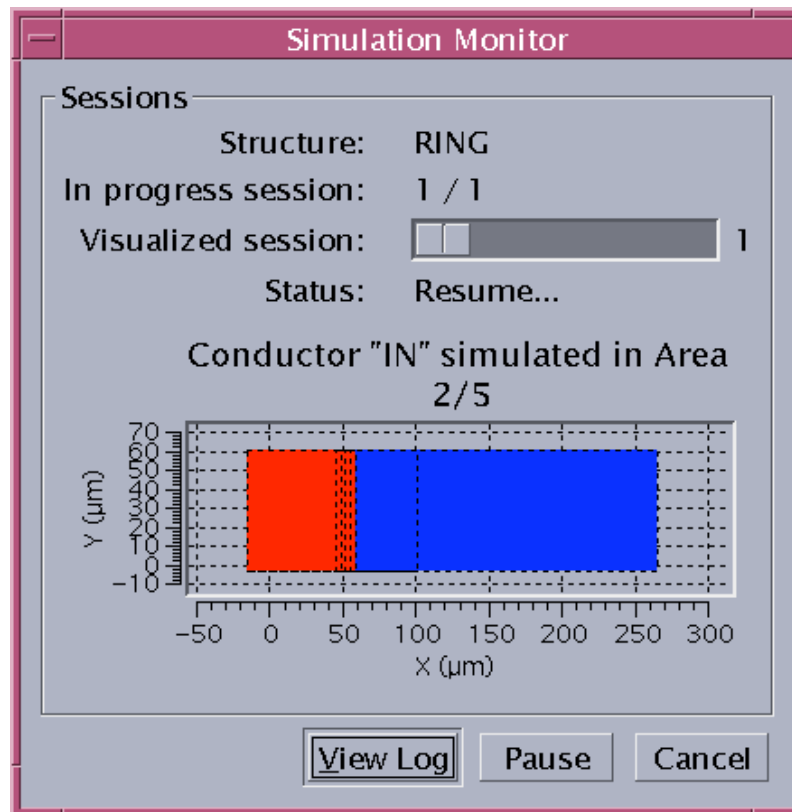 Simulation Monitor
Sessions
Structure: RING
In progress session: 1 / 1
Visualized session: 1
Status: Resume...
Conductor "IN" simulated in Area
2/5
70
60
50
40
30
20
10
0
−10
Y (µm)
−50 0 50 100 150 200 250 300
X (µm)
View Log Pause Cancel